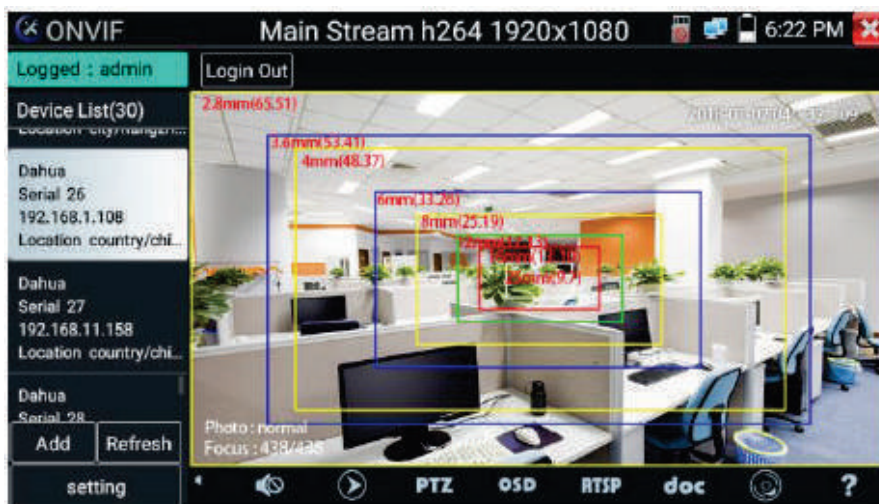 ONVIF
Main Stream h264 1920x1080
6:22 PM
Logged : admin
Login Out
Device List(30)
Dahua
Serial 26
192.168.1.108
Location country/chi...
Dahua
Serial 27
192.168.11.158
Location country/chi...
Dahua
Serial 28
Add
Refresh
setting
2.8mm(65.51)
3.6mm(53.41)
4mm(48.37)
6mm(33.26)
8mm(25.19)
Photo : normal
Focus : 438/438
PTZ
OSD
RTSP
doc
?